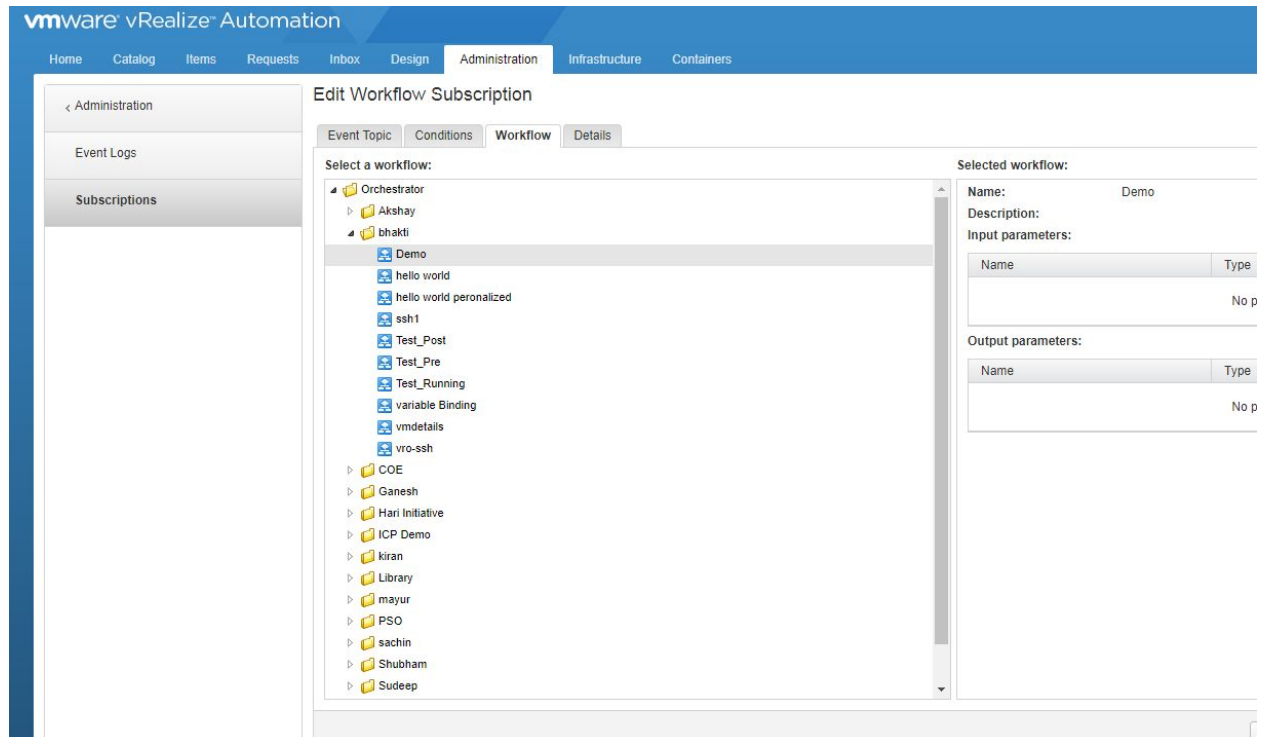 vmware vRealize™ Automation
Home Catalog Items Requests Inbox Design Administration Infrastructure Containers
‹ Administration
Event Logs
Subscriptions
Edit Workflow Subscription
Event Topic Conditions Workflow Details
Select a workflow:
Orchestrator
Akshay
bhakti
Demo
hello world
hello world peronalized
ssh1
Test_Post
Test_Pre
Test_Running
variable Binding
vmdetails
vro-ssh
COE
Ganesh
Hari Initiative
ICP Demo
kiran
Library
mayur
PSO
sachin
Shubham
Sudeep
Selected workflow:
Name: Demo
Description:
Input parameters:
Name Type
No p
Output parameters:
Name Type
No p